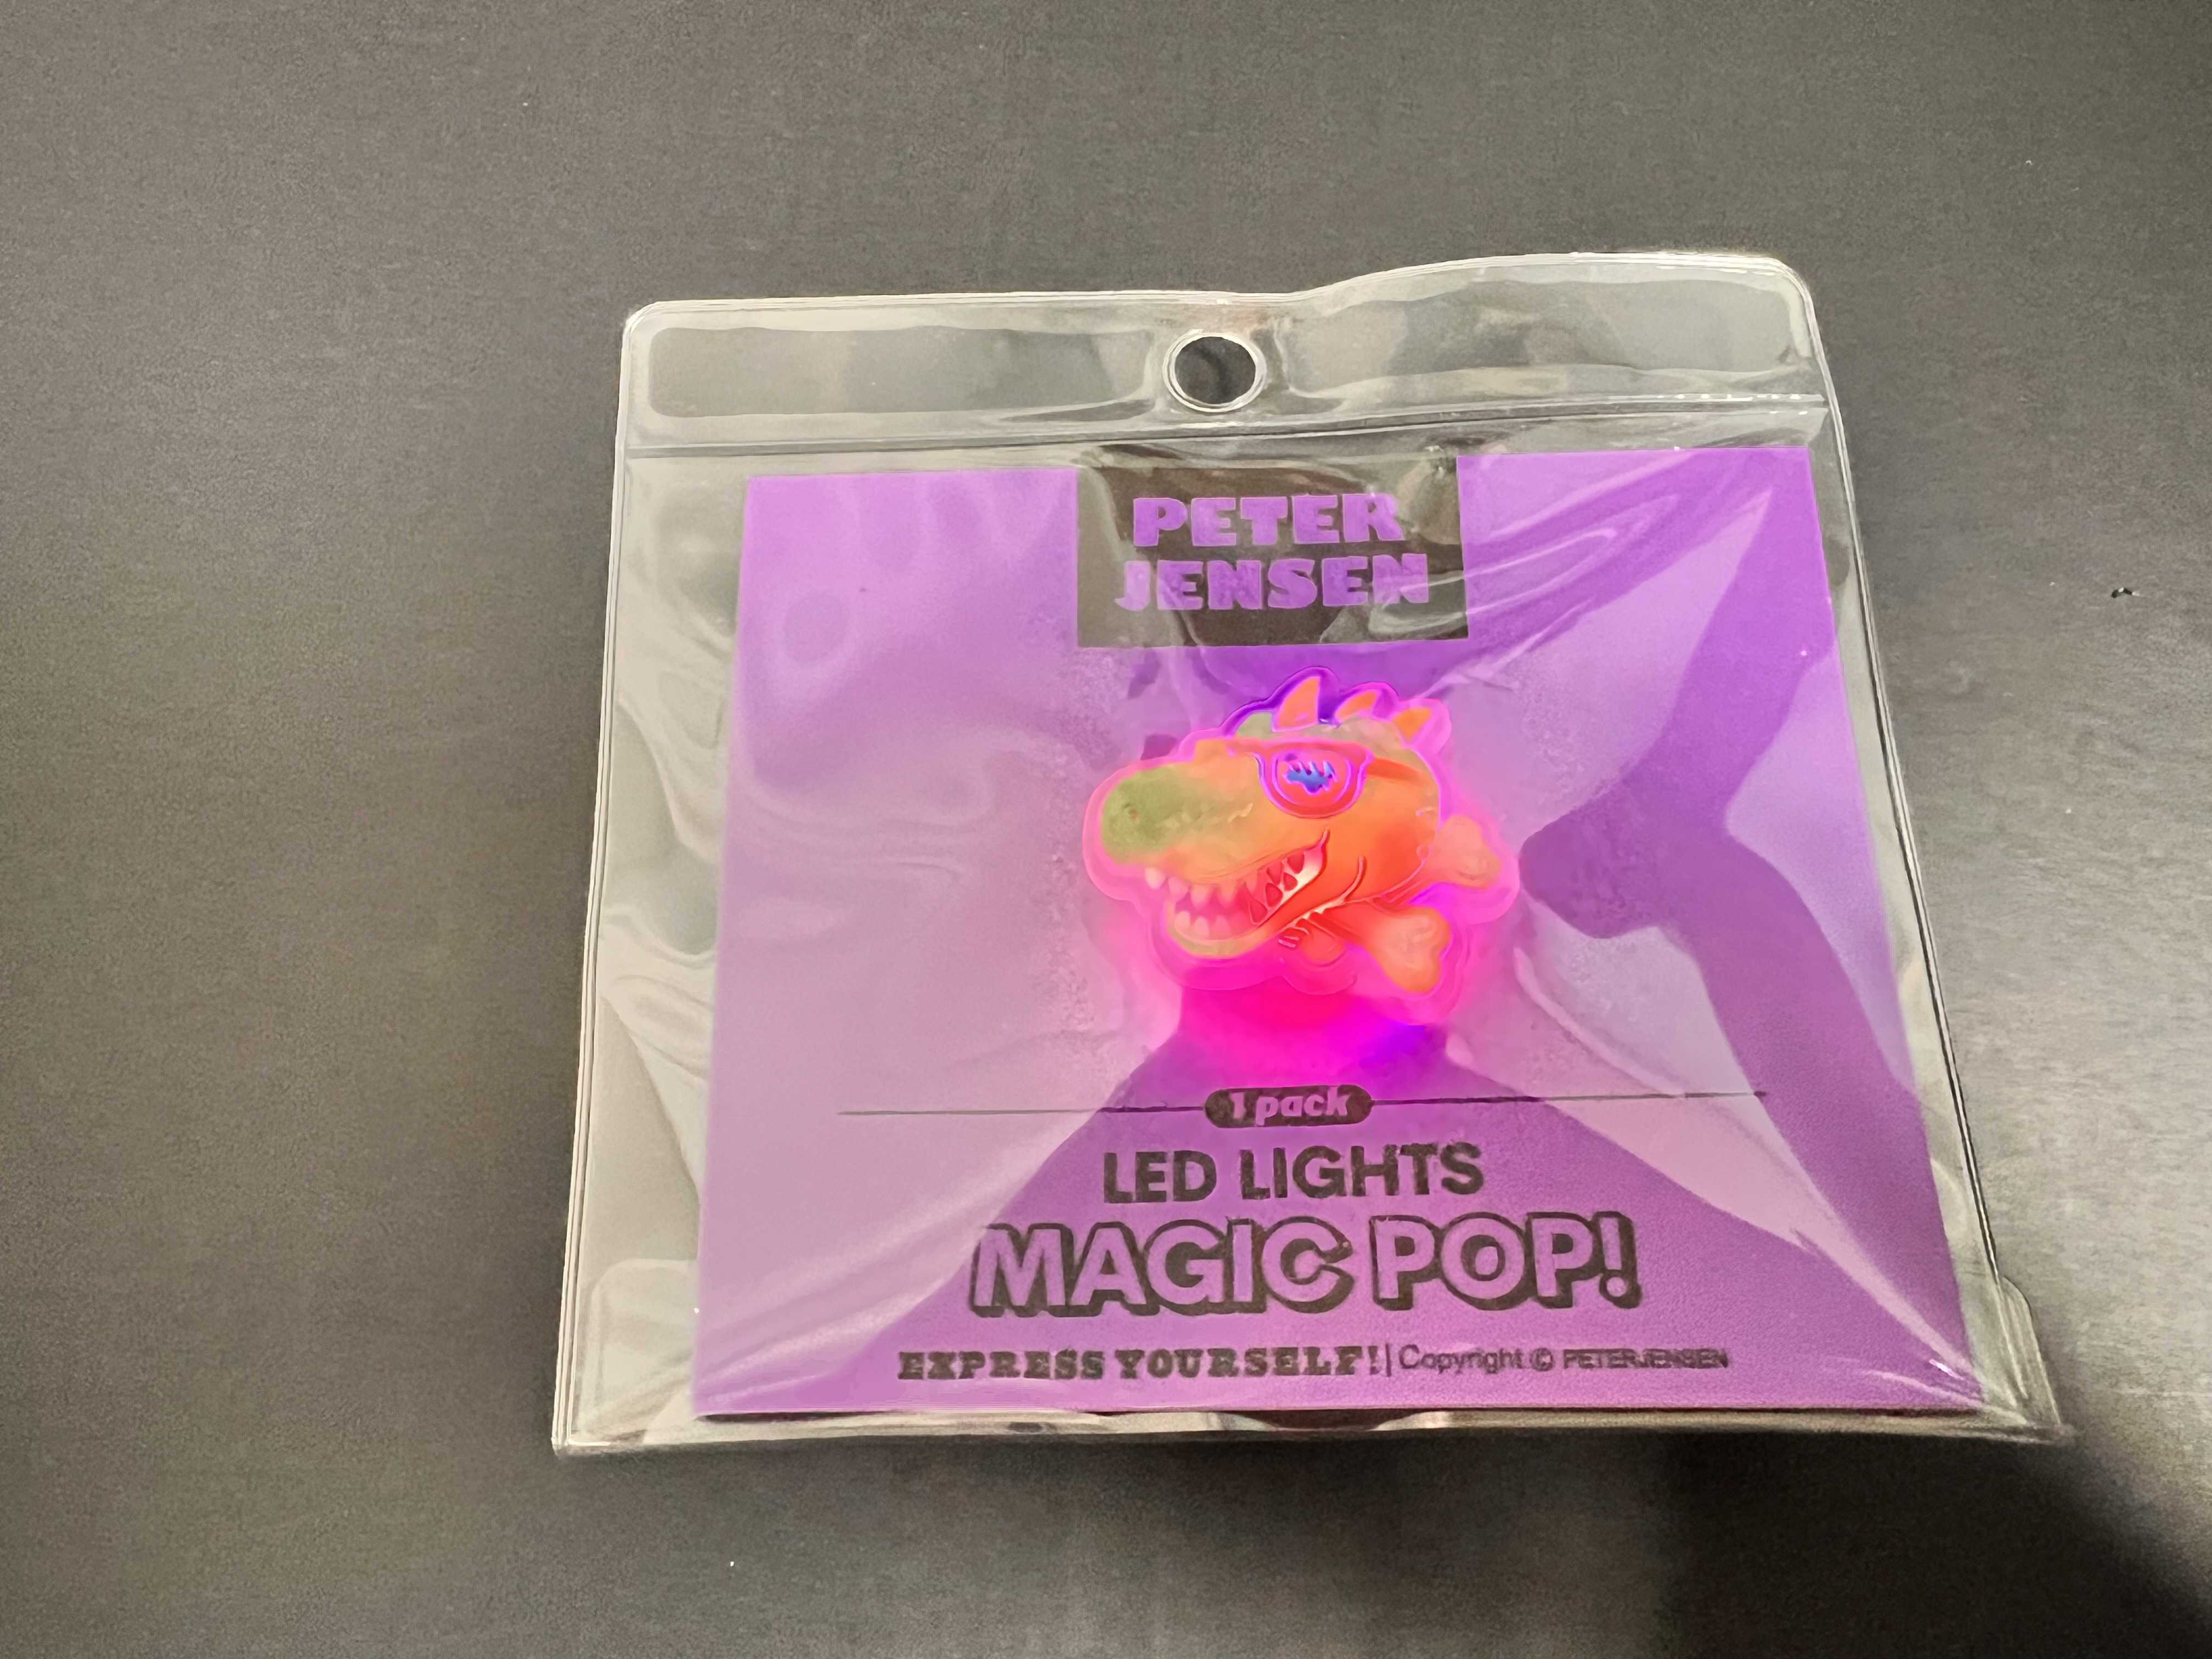 PETER
JENSEN
1 pack
LED LIGHTS
MAGIC POP!
EXPRESS YOURSELF! | Copyright © PETERJENSEN